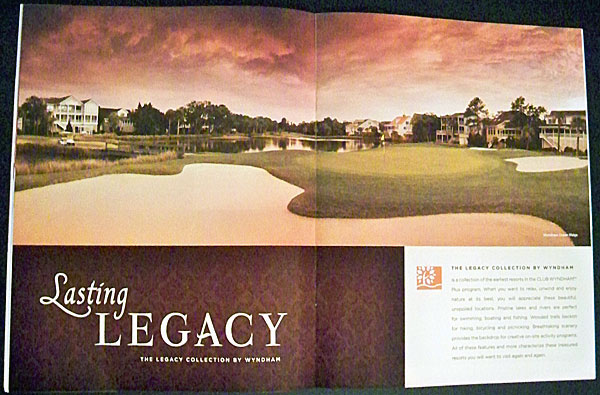 Lasting
LEGACY
THE LEGACY COLLECTION BY WYNDHAM
THE LEGACY COLLECTION BY WYNDHAM
is a collection of the earliest resorts in the CLUB WYNDHAM®
Plus program. When you want to relax, unwind and enjoy
nature at its best, you will appreciate these beautiful,
unspoiled locations. Pristine lakes and rivers are perfect
for swimming, boating and fishing. Wooded trails beckon
for hiking, bicycling and picnicking. Breathtaking scenery
provides the backdrop for creative on-site activity programs.
All of these features and more characterize these treasured
resorts you will want to visit again and again.